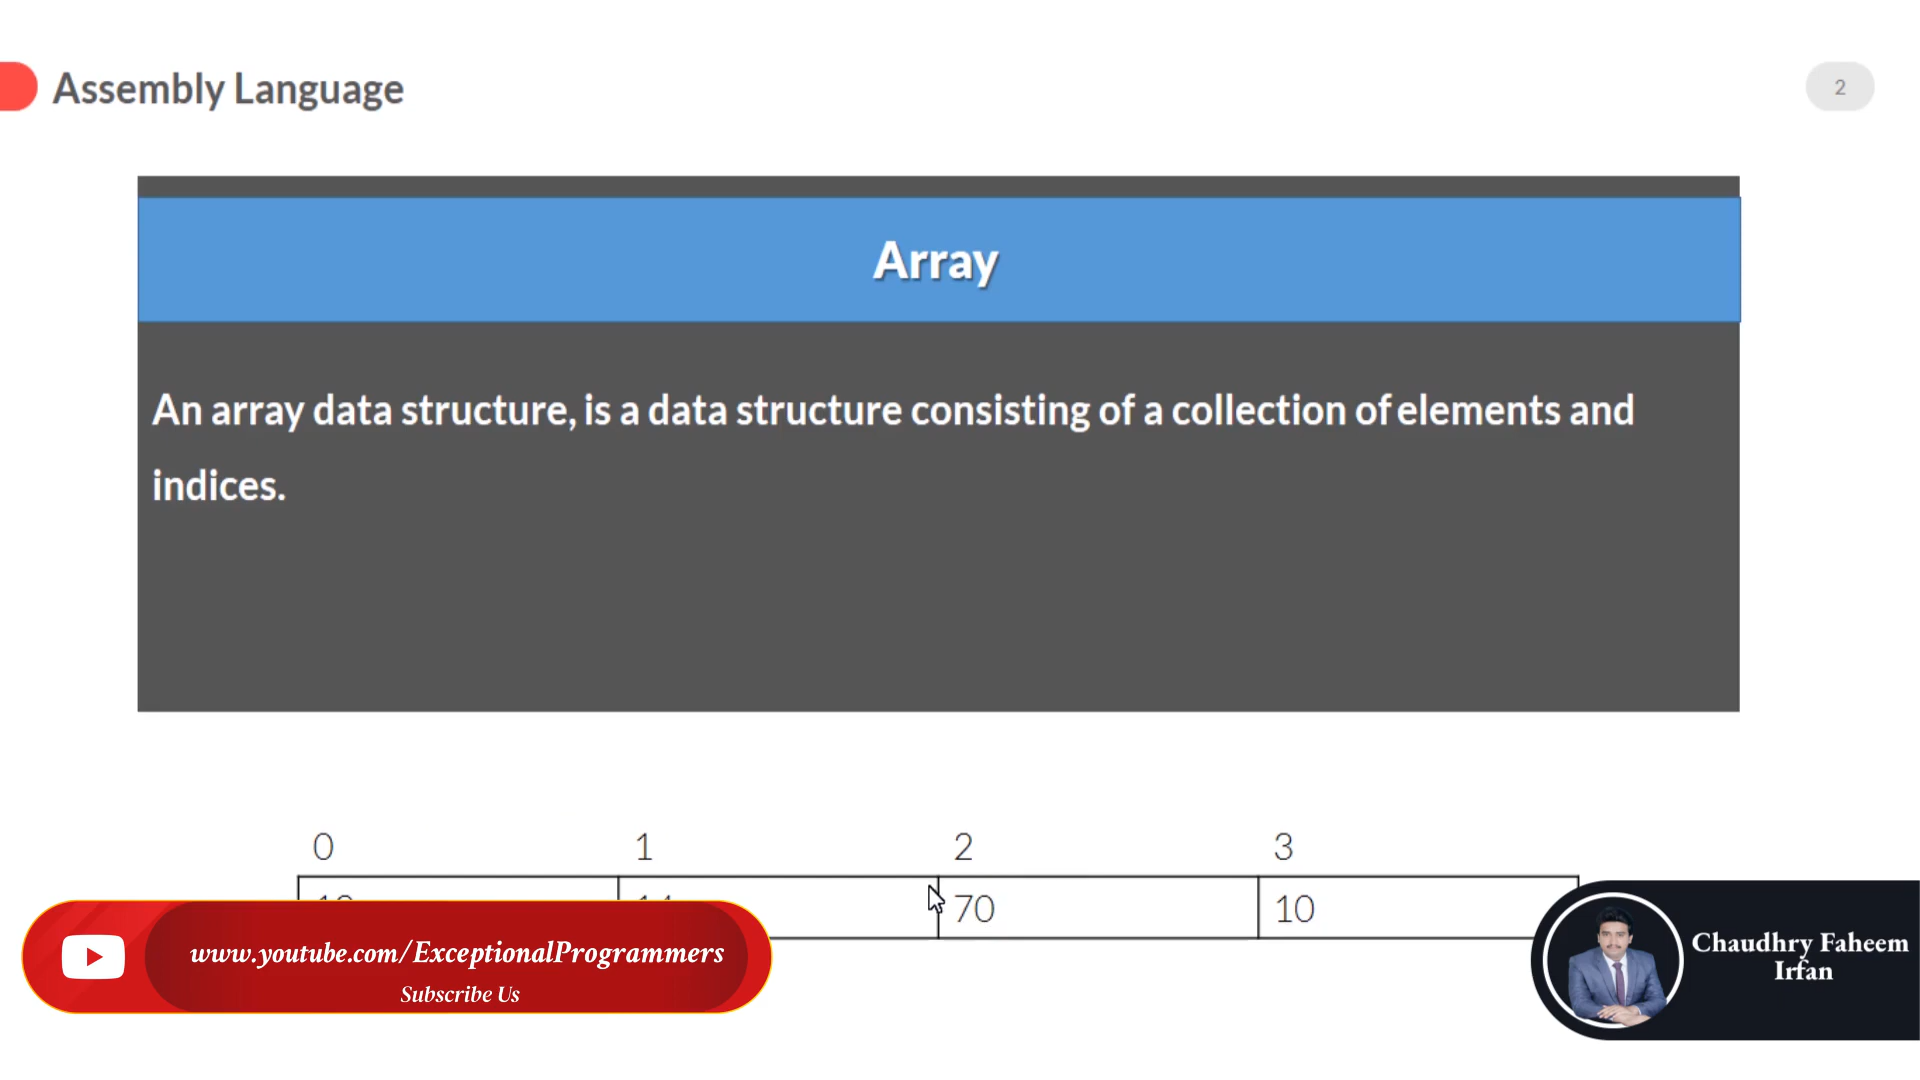 Assembly Language
2
Array
An array data structure, is a data structure consisting of a collection of elements and
indices.
0 1 2 3
70 10
www.youtube.com/ExceptionalProgrammers
Subscribe Us
Chaudhry Faheem
Irfan